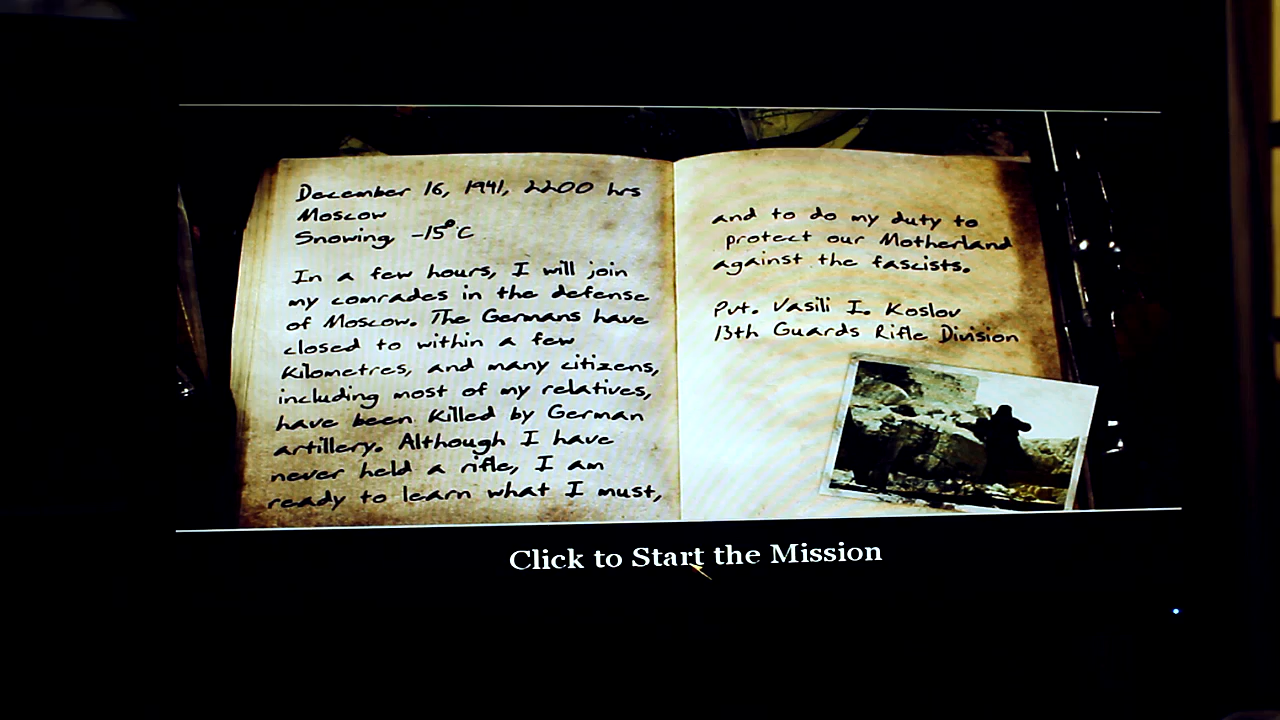 December 16, 1941, 2200 hrs
Moscow
Snowing -15°C
In a few hours, I will join
my comrades in the defense
of Moscow. The Germans have
closed to within a few
Kilometres, and many citizens,
including most of my relatives,
have been Killed by German
artillery. Although I have
never held a rifle, I am
ready to learn what I must,
and to do my duty to
protect our Motherland
against the fascists.
Pvt. Vasili I. Koslov
13th Guards Rifle Division
Click to Start the Mission